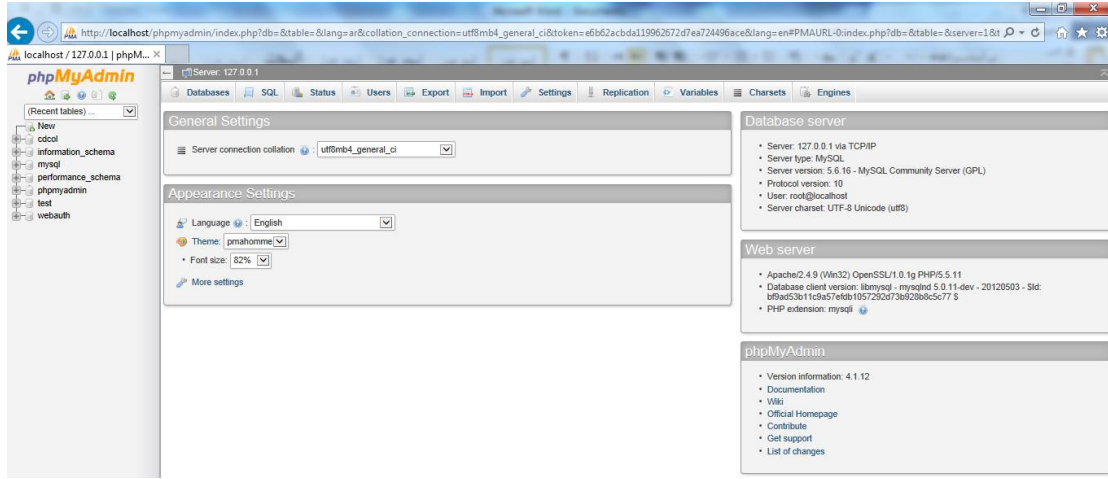 http://localhost/phpmyadmin/index.php?db=&table=&lang=ar&collation_connection=utf8mb4_general_ci&token=e6b62acbda119962672d7ea724496ace&lang=en#PMAURL-0:index.php?db=&table=&server=1&t
localhost / 127.0.0.1 | phpM...
phpMyAdmin
(Recent tables) ...
New
cdcol
information_schema
mysql
performance_schema
phpmyadmin
test
webauth
Server: 127.0.0.1
Databases SQL Status Users Export Import Settings Replication Variables Charsets Engines
General Settings
Server connection collation : utf8mb4_general_ci
Appearance Settings
Language : English
Theme: pmahomme
Font size: 82%
More settings
Database server
Server: 127.0.0.1 via TCP/IP
Server type: MySQL
Server version: 5.6.16 - MySQL Community Server (GPL)
Protocol version: 10
User: root@localhost
Server charset: UTF-8 Unicode (utf8)
Web server
Apache/2.4.9 (Win32) OpenSSL/1.0.1g PHP/5.5.11
Database client version: libmysql - mysqlnd 5.0.11-dev - 20120503 - $Id:
bf9ad53b11c9a57efdb1057292d73b928b8c5c77 $
PHP extension: mysqli
phpMyAdmin
Version information: 4.1.12
Documentation
Wiki
Official Homepage
Contribute
Get support
List of changes